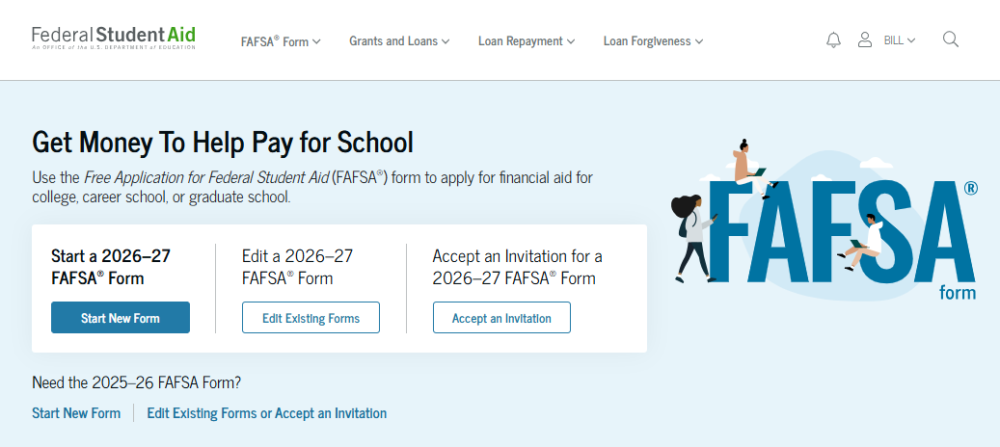 FederalStudentAid
An OFFICE of the U.S. DEPARTMENT of EDUCATION
FAFSA® Form
Grants and Loans
Loan Repayment
Loan Forgiveness
BILL
Get Money To Help Pay for School
Use the Free Application for Federal Student Aid (FAFSA®) form to apply for financial aid for
college, career school, or graduate school.
Start a 2026–27
FAFSA® Form
Start New Form
Edit a 2026–27
FAFSA® Form
Edit Existing Forms
Accept an Invitation for a
2026–27 FAFSA® Form
Accept an Invitation
FAFSA®
form
Need the 2025–26 FAFSA Form?
Start New Form
Edit Existing Forms or Accept an Invitation